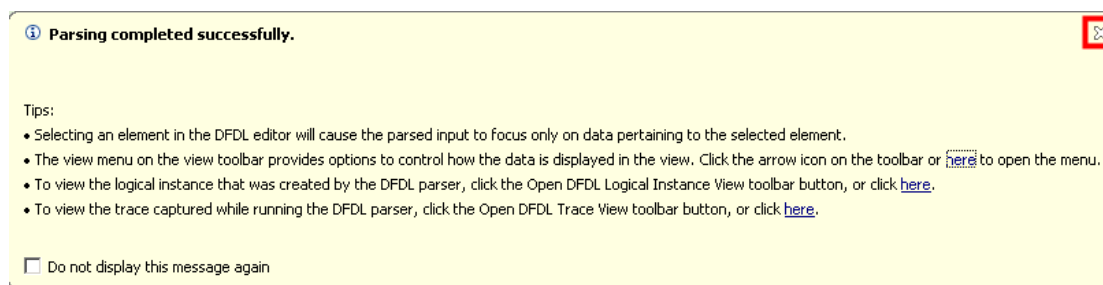 Parsing completed successfully.
Tips:
• Selecting an element in the DFDL editor will cause the parsed input to focus only on data pertaining to the selected element.
• The view menu on the view toolbar provides options to control how the data is displayed in the view. Click the arrow icon on the toolbar or here to open the menu.
• To view the logical instance that was created by the DFDL parser, click the Open DFDL Logical Instance View toolbar button, or click here.
• To view the trace captured while running the DFDL parser, click the Open DFDL Trace View toolbar button, or click here.
Do not display this message again